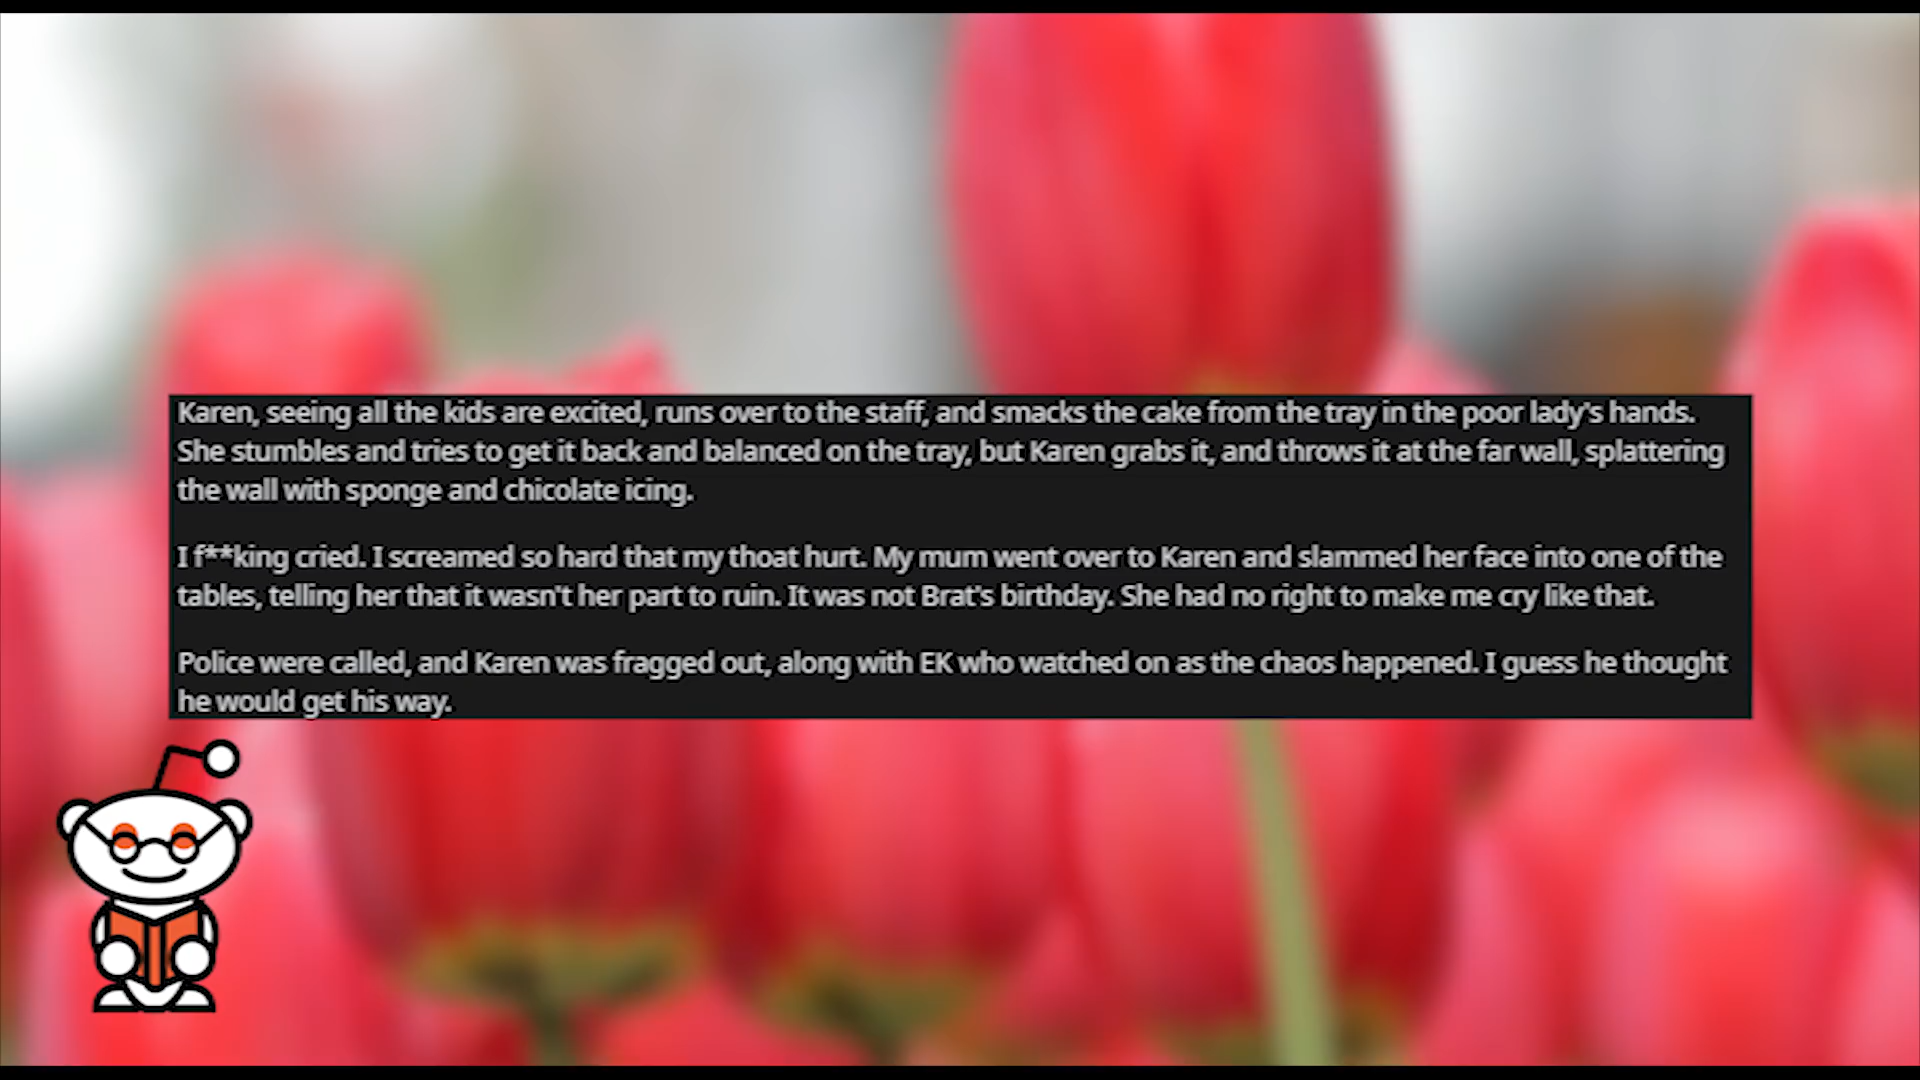 Karen, seeing all the kids are excited, runs over to the staff, and smacks the cake from the tray in the poor lady's hands.
She stumbles and tries to get it back and balanced on the tray, but Karen grabs it, and throws it at the far wall, splattering
the wall with sponge and chicolate icing.
I f**king cried. I screamed so hard that my thoat hurt. My mum went over to Karen and slammed her face into one of the
tables, telling her that it wasn't her part to ruin. It was not Brat's birthday. She had no right to make me cry like that.
Police were called, and Karen was fragged out, along with EK who watched on as the chaos happened. I guess he thought
he would get his way.